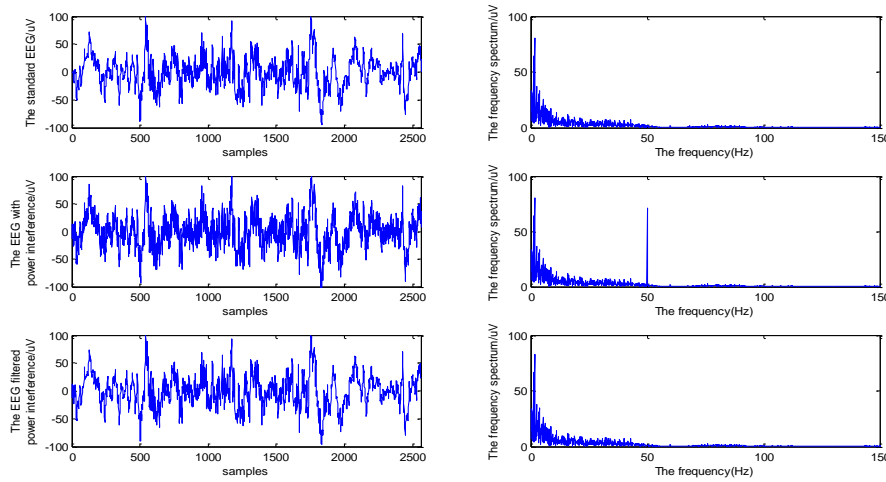 The standard EEG/uV
100
50
0
-50
-100
0 500 1000 1500 2000 2500
samples
The frequency spectrum/uV
100
50
0
0 50 100 150
The frequency(Hz)
The EEG with
power interference/uV
100
50
0
-50
-100
0 500 1000 1500 2000 2500
samples
The frequency spectrum/uV
100
50
0
0 50 100 150
The frequency(Hz)
The EEG filtered
power interference/uV
100
50
0
-50
-100
0 500 1000 1500 2000 2500
samples
The frequency spectrum/uV
100
50
0
0 50 100 150
The frequency(Hz)